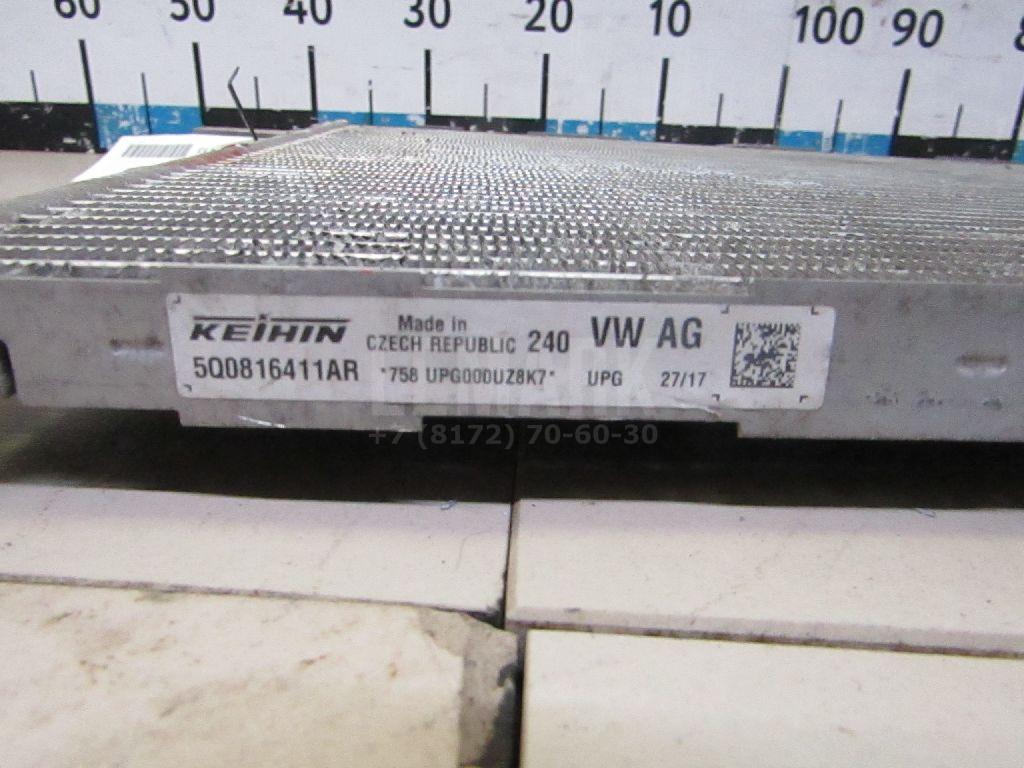 60 50 40 30 20 10 100 90 8
KEIHIN Made in CZECH REPUBLIC 240 VW AG
5Q0816411AR *758 UPG000UZ8K7* UPG 27/17
+7 (8172) 70-60-30